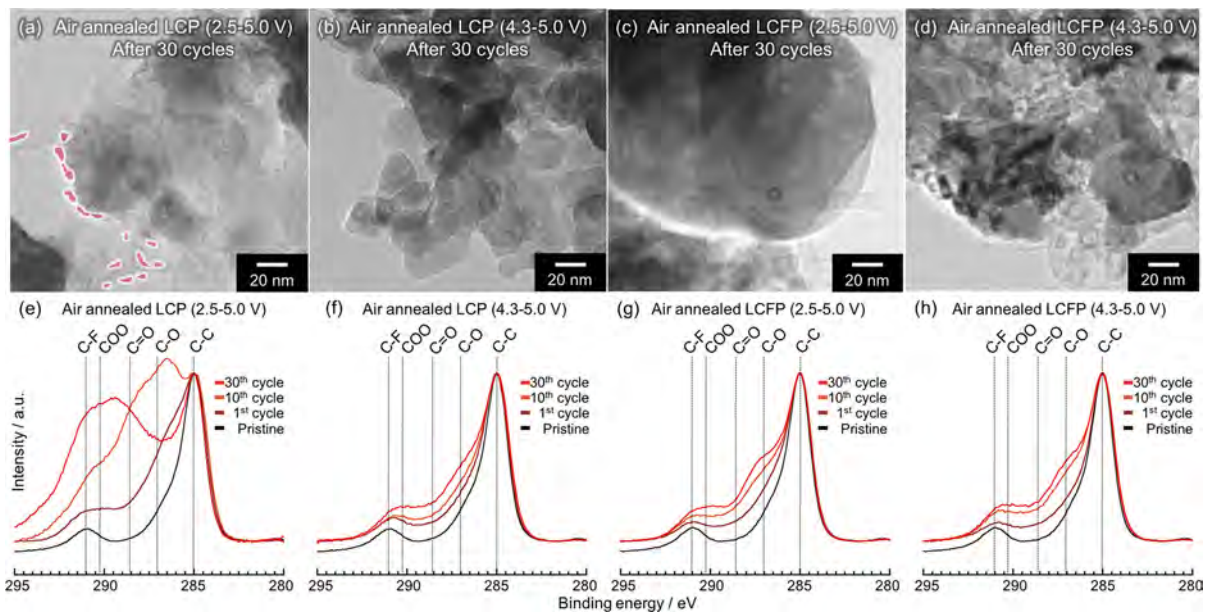 (a) Air annealed LCP (2.5-5.0 V)
After 30 cycles
20 nm
(b) Air annealed LCP (4.3-5.0 V)
After 30 cycles
20 nm
(c) Air annealed LCFP (2.5-5.0 V)
After 30 cycles
20 nm
(d) Air annealed LCFP (4.3-5.0 V)
After 30 cycles
20 nm
(e) Air annealed LCP (2.5-5.0 V)
C-F COO C=O C-O C-C
30th cycle
10th cycle
1st cycle
Pristine
295 290 285 280
(f) Air annealed LCP (4.3-5.0 V)
C-F COO C=O C-O C-C
30th cycle
10th cycle
1st cycle
Pristine
295 290 285 280
(g) Air annealed LCFP (2.5-5.0 V)
C-F COO C=O C-O C-C
30th cycle
10th cycle
1st cycle
Pristine
295 290 285 280
(h) Air annealed LCFP (4.3-5.0 V)
C-F COO C=O C-O C-C
30th cycle
10th cycle
1st cycle
Pristine
295 290 285 280
Intensity / a.u.
Binding energy / eV